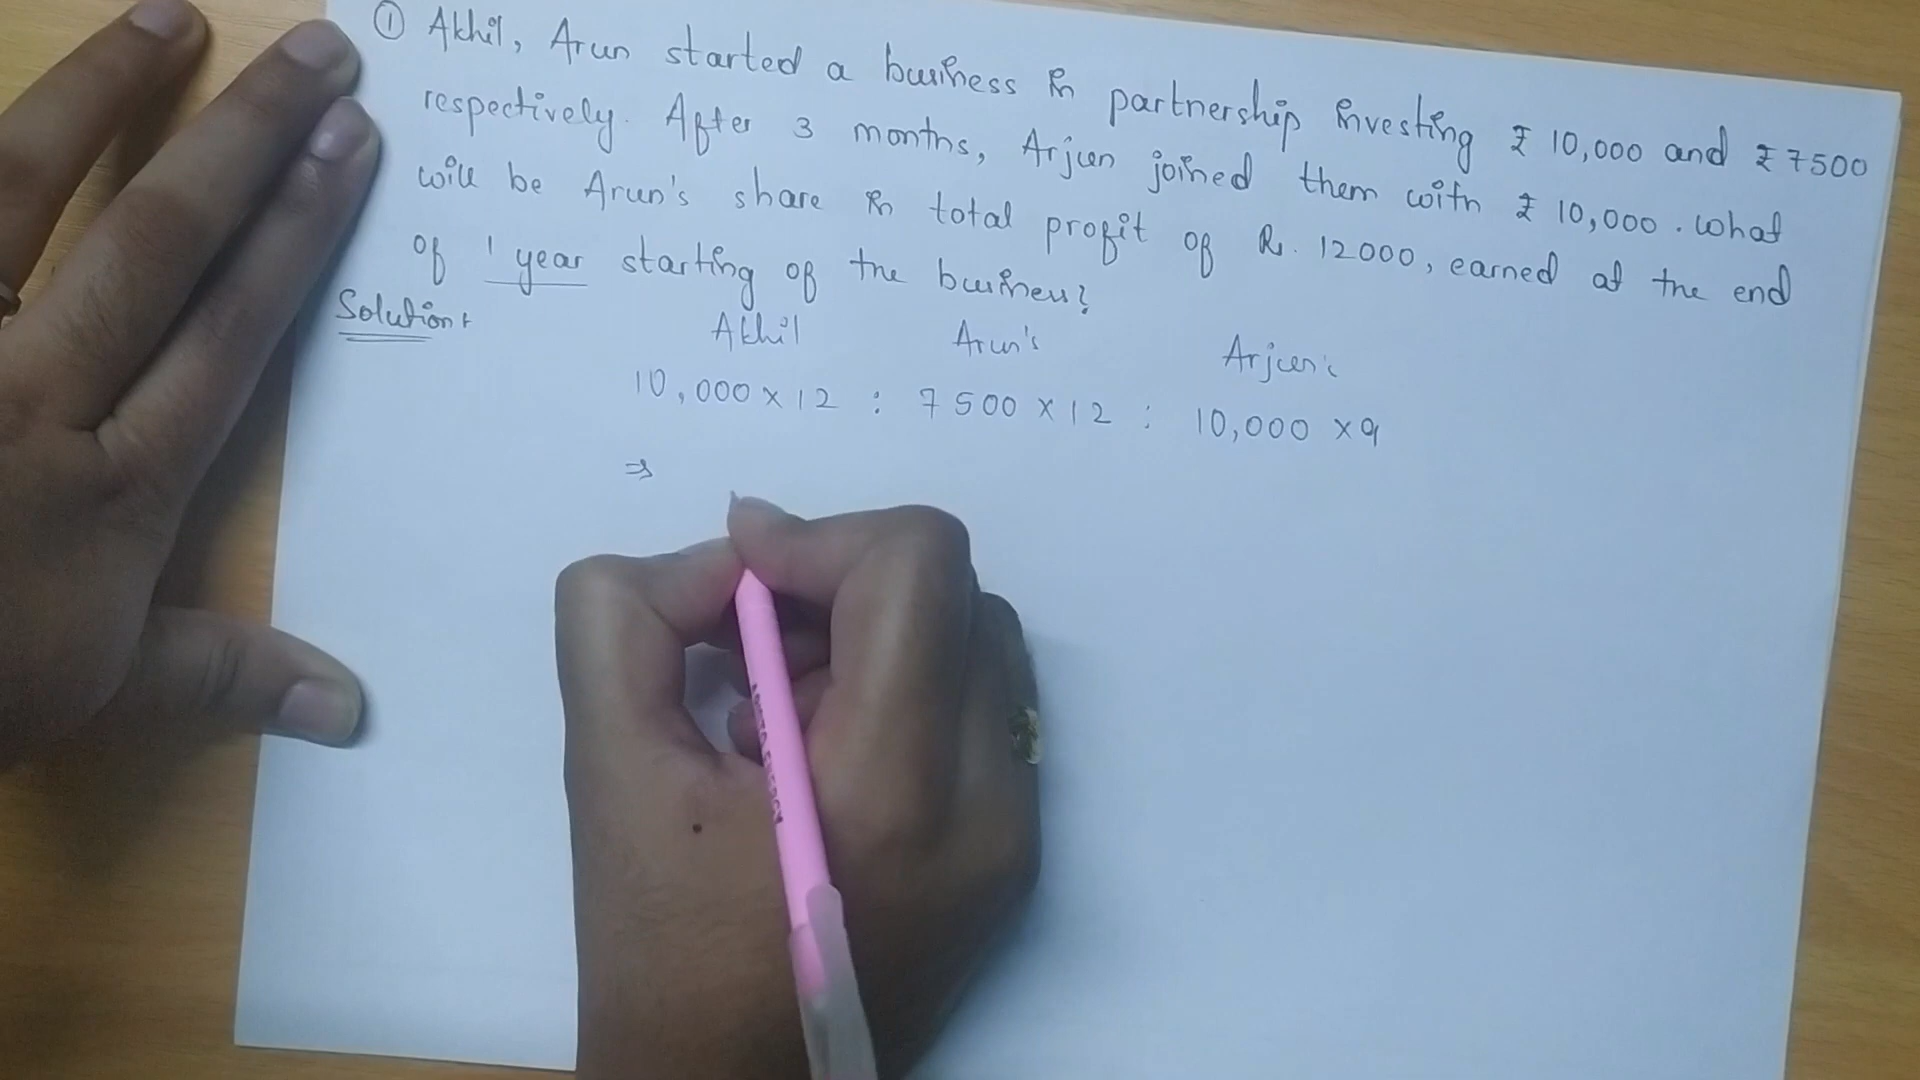 ① Akhil, Arun started a business in partnership investing ₹ 10,000 and ₹ 7500
respectively. After 3 months, Arjun joined them with ₹ 10,000. what
will be Arun's share in total profit of Rs. 12000, earned at the end
of 1 year starting of the business?
Solution:
Akhil Arun's Arjun's
10,000 x 12 : 7500 x 12 : 10,000 x 9
⇒